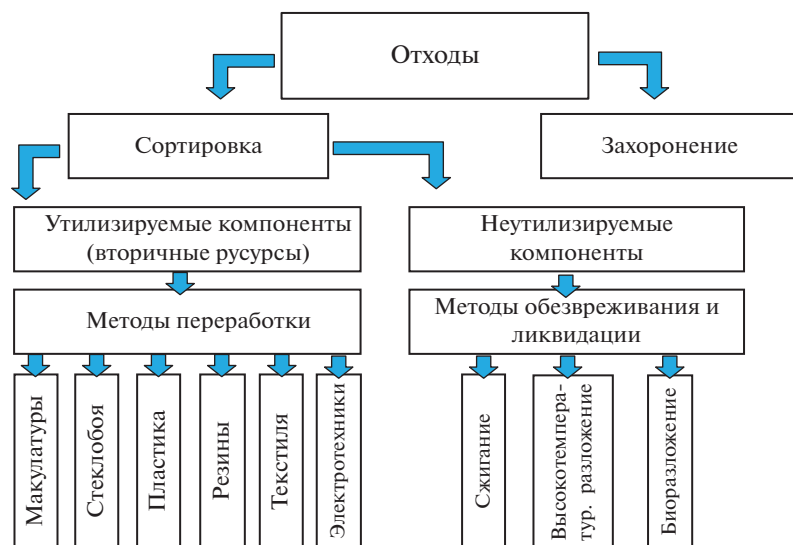 Отходы
Сортировка
Захоронение
Утилизируемые компоненты
(вторичные русурсы)
Неутилизируемые
компоненты
Методы переработки
Методы обезвреживания и
ликвидации
Макулатуры
Стеклобоя
Пластика
Резины
Текстиля
Электротехники
Сжигание
Высокотемпера-
тур. разложение
Биоразложение